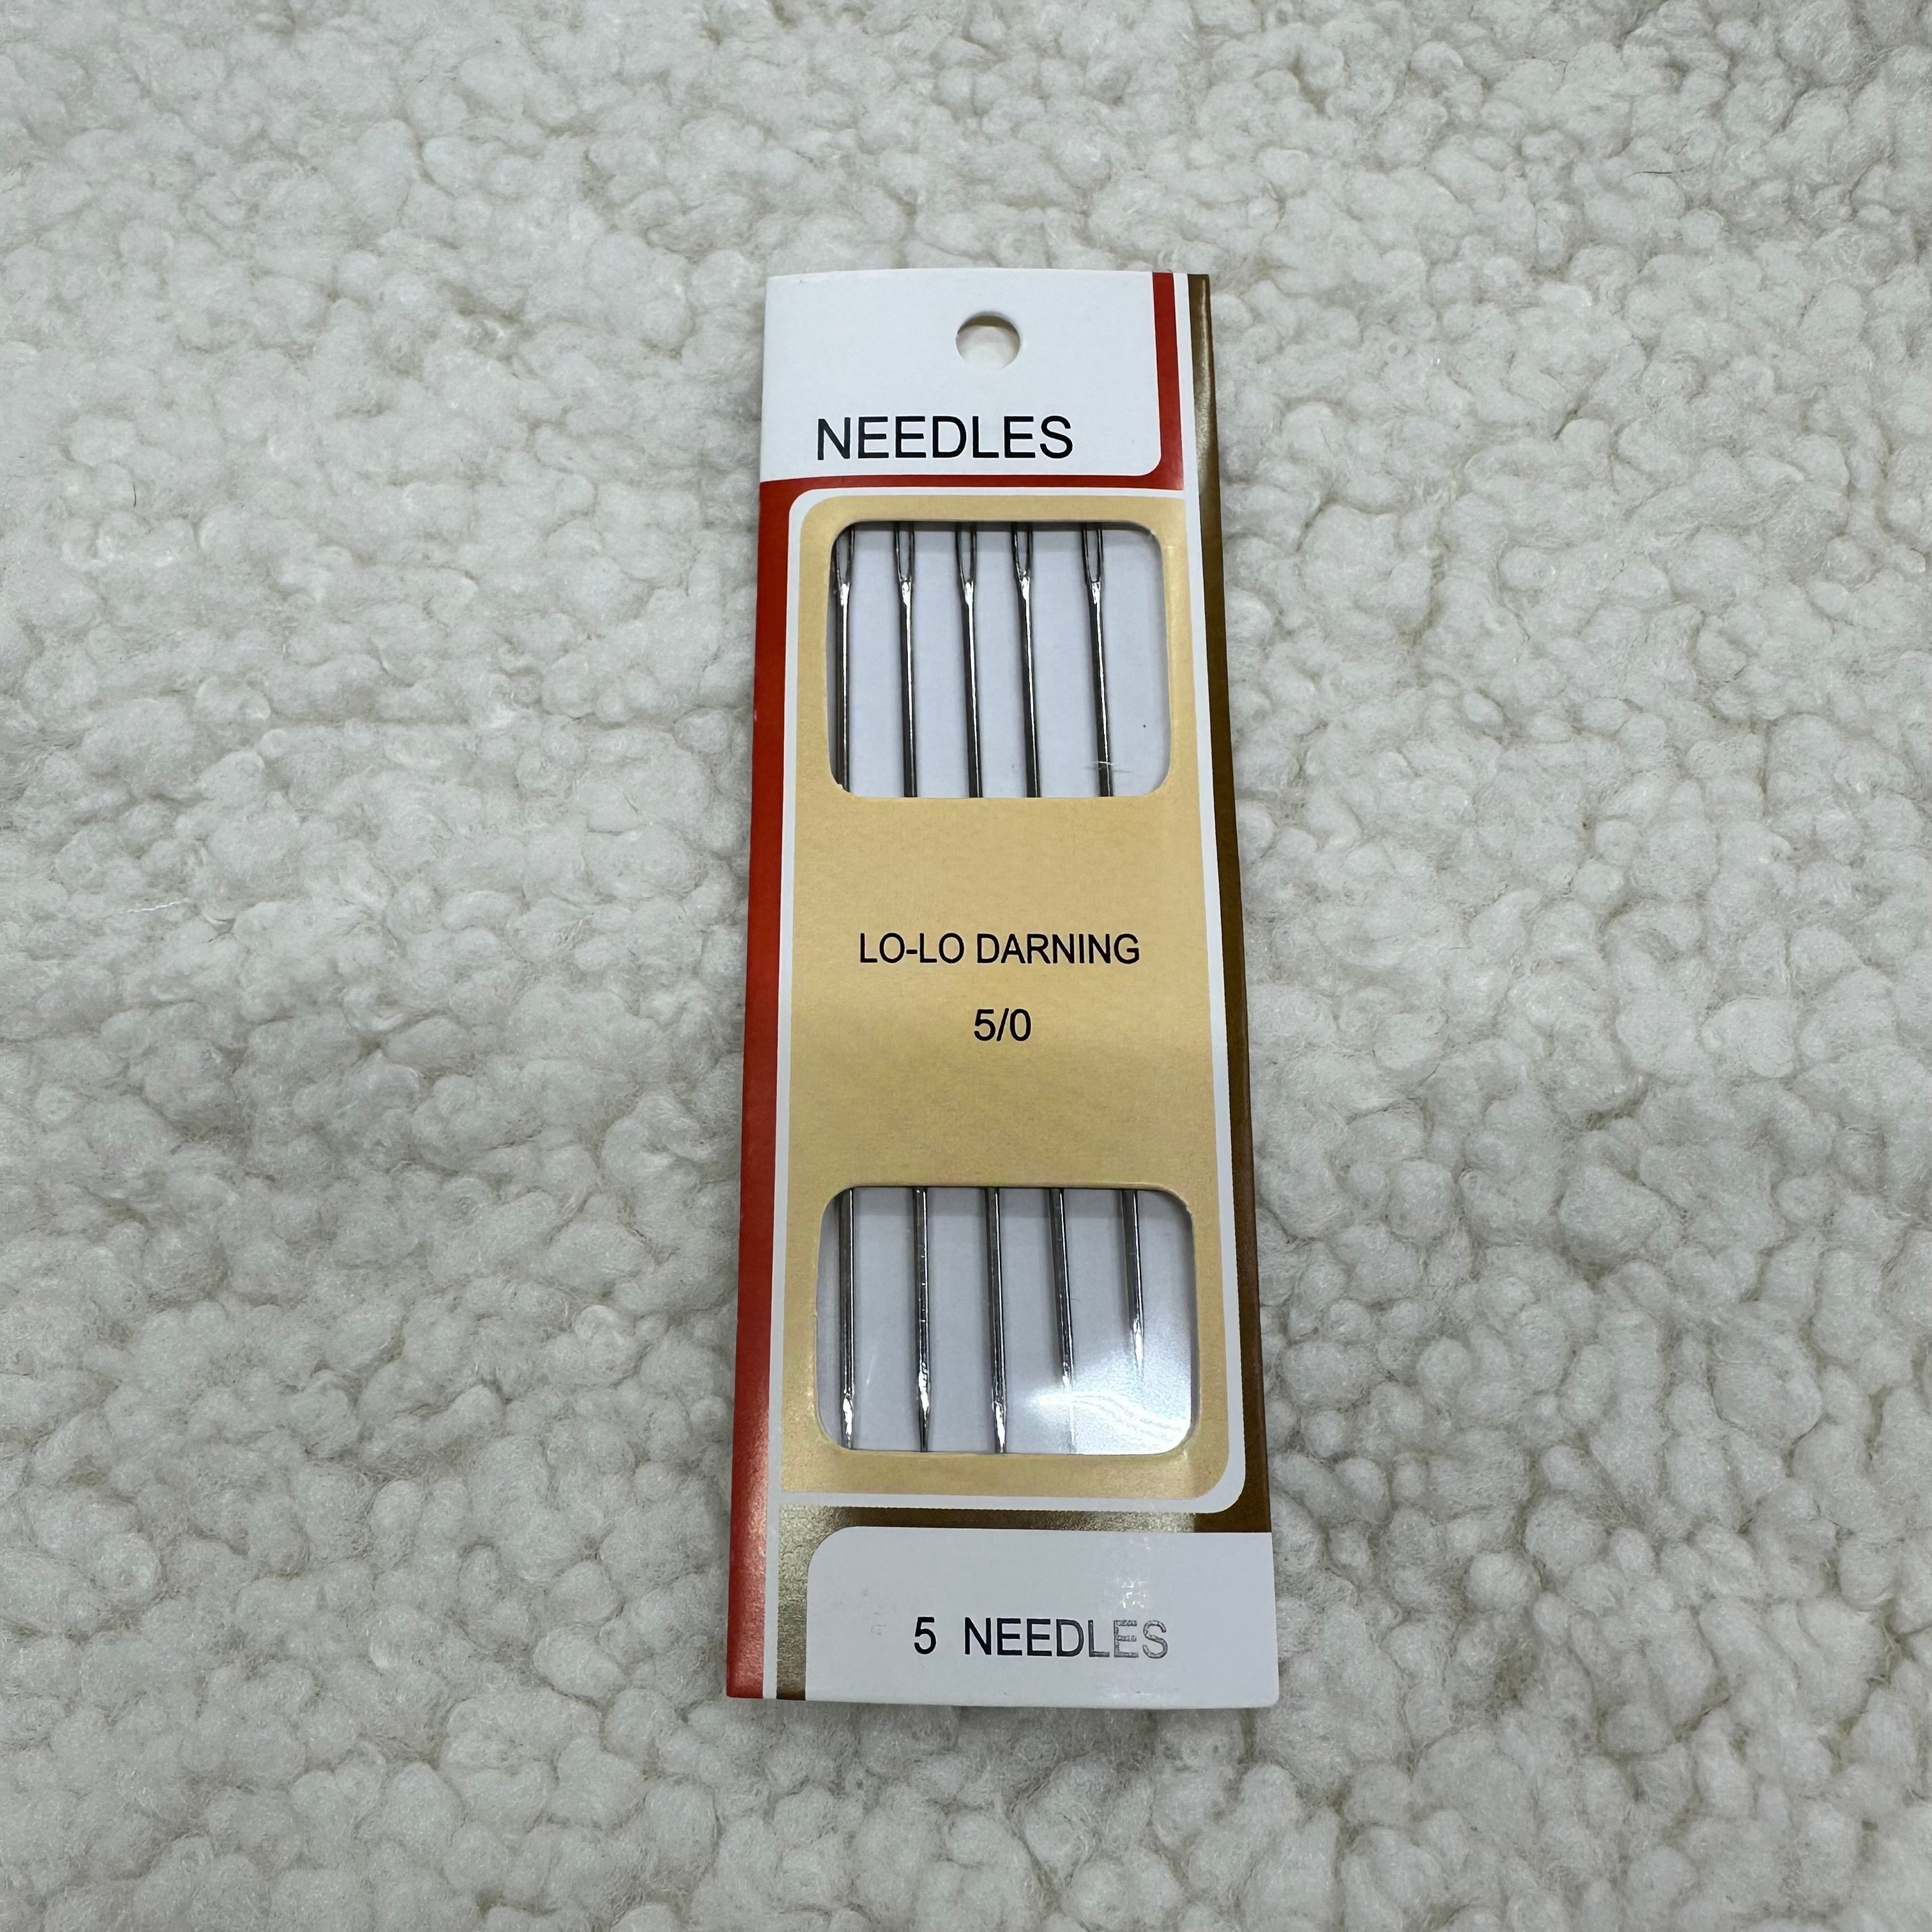 NEEDLES
LO-LO DARNING
5/0
5 NEEDLES